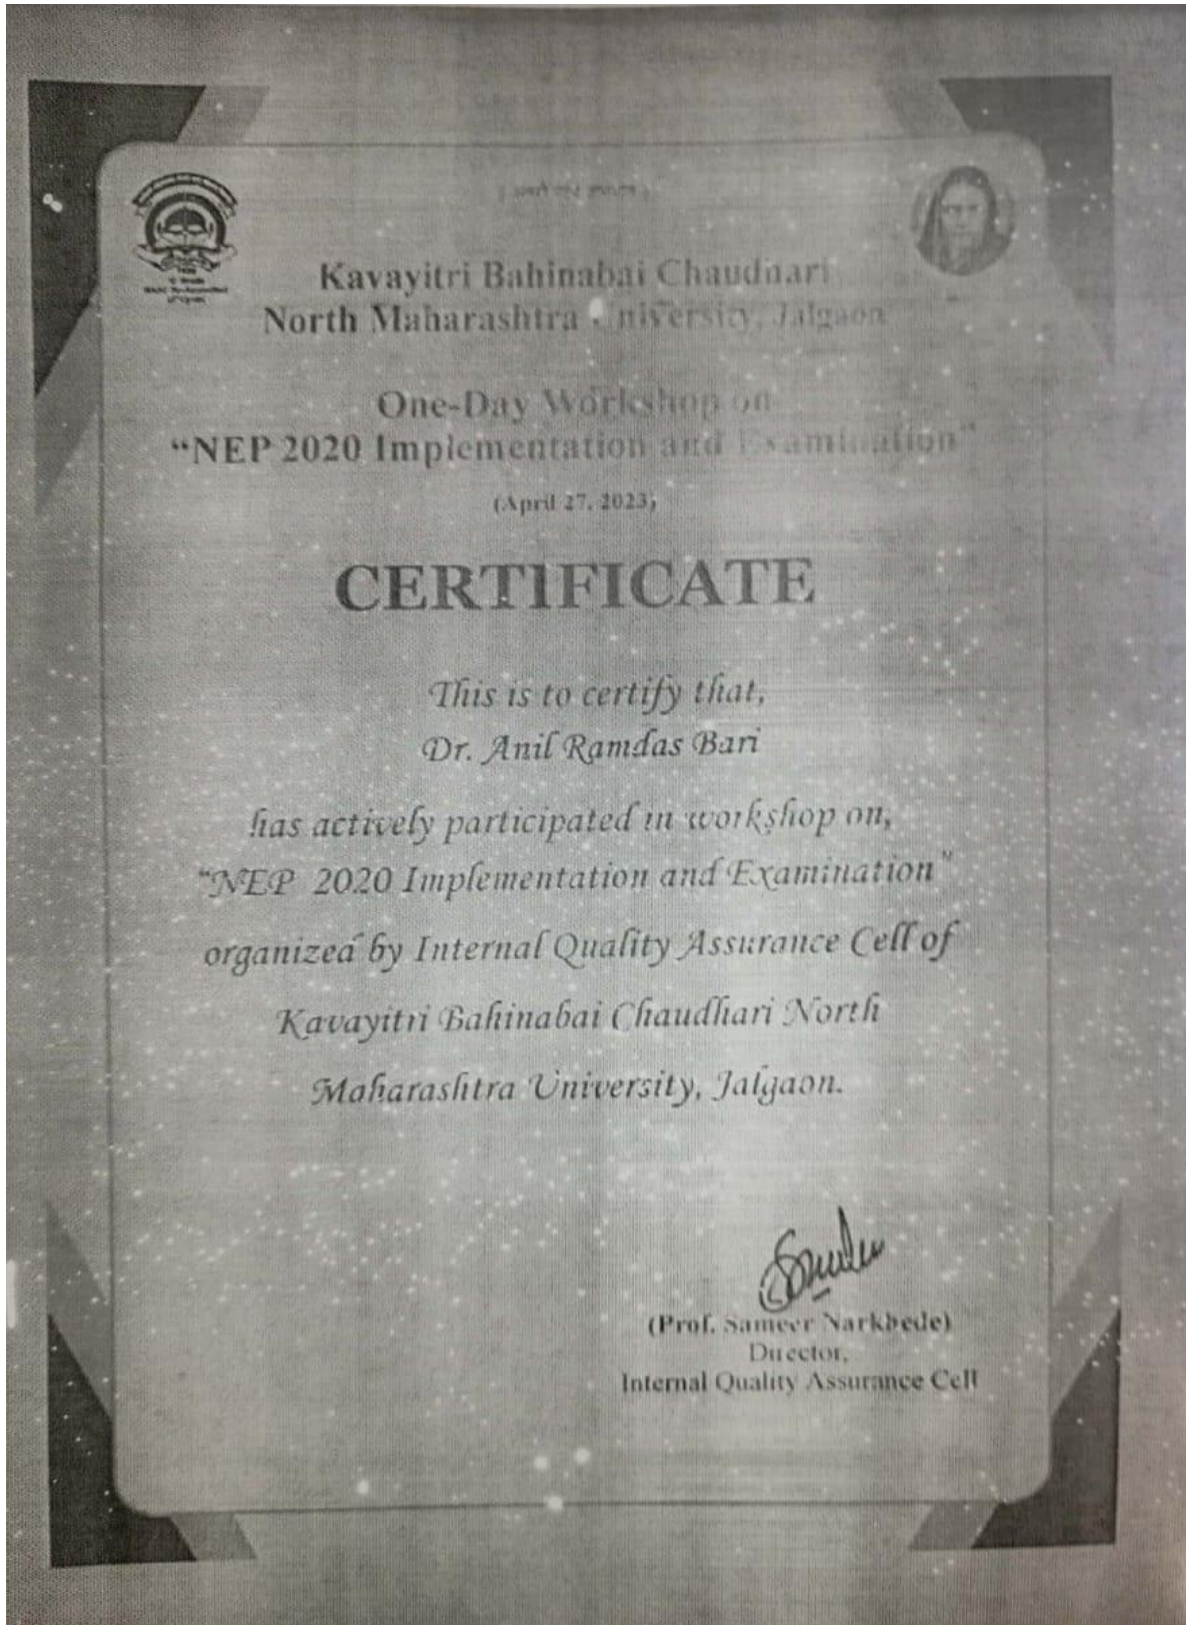 Kavayitri Bahinabai Chaudhari
North Maharashtra University, Jalgaon
One-Day Workshop on
“NEP 2020 Implementation and Examination”
(April 27, 2023)
CERTIFICATE
This is to certify that,
Dr. Anil Ramdas Bari
has actively participated in workshop on,
“NEP 2020 Implementation and Examination”
organized by Internal Quality Assurance Cell of
Kavayitri Bahinabai Chaudhari North
Maharashtra University, Jalgaon.
(Prof. Sameer Narkhede)
Director,
Internal Quality Assurance Cell